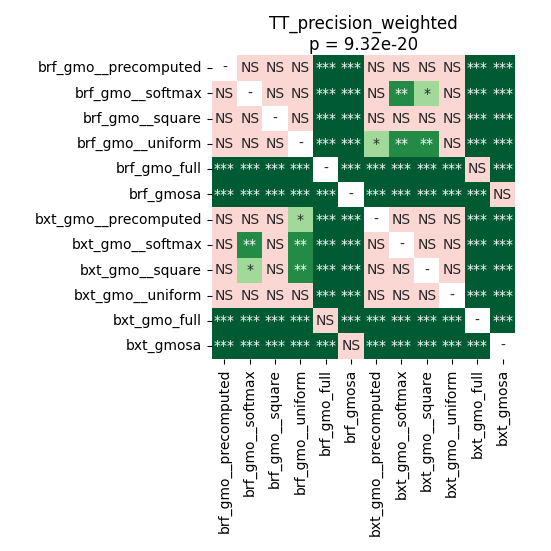 TT_precision_weighted
p = 9.32e-20
brf_gmo__precomputed - NS NS NS *** *** NS NS NS NS *** ***
brf_gmo__softmax NS - NS NS *** *** NS ** * NS *** ***
brf_gmo__square NS NS - NS *** *** NS NS NS NS *** ***
brf_gmo__uniform NS NS NS - *** *** * ** ** NS *** ***
brf_gmo_full *** *** *** *** - *** *** *** *** *** NS ***
brf_gmosa *** *** *** *** *** - *** *** *** *** *** NS
bxt_gmo__precomputed NS NS NS * *** *** - NS NS NS *** ***
bxt_gmo__softmax NS ** NS ** *** *** NS - NS NS *** ***
bxt_gmo__square NS * NS ** *** *** NS NS - NS *** ***
bxt_gmo__uniform NS NS NS NS *** *** NS NS NS - *** ***
bxt_gmo_full *** *** *** *** NS *** *** *** *** *** - ***
bxt_gmosa *** *** *** *** *** NS *** *** *** *** *** -
brf_gmo__precomputed
brf_gmo__softmax
brf_gmo__square
brf_gmo__uniform
brf_gmo_full
brf_gmosa
bxt_gmo__precomputed
bxt_gmo__softmax
bxt_gmo__square
bxt_gmo__uniform
bxt_gmo_full
bxt_gmosa